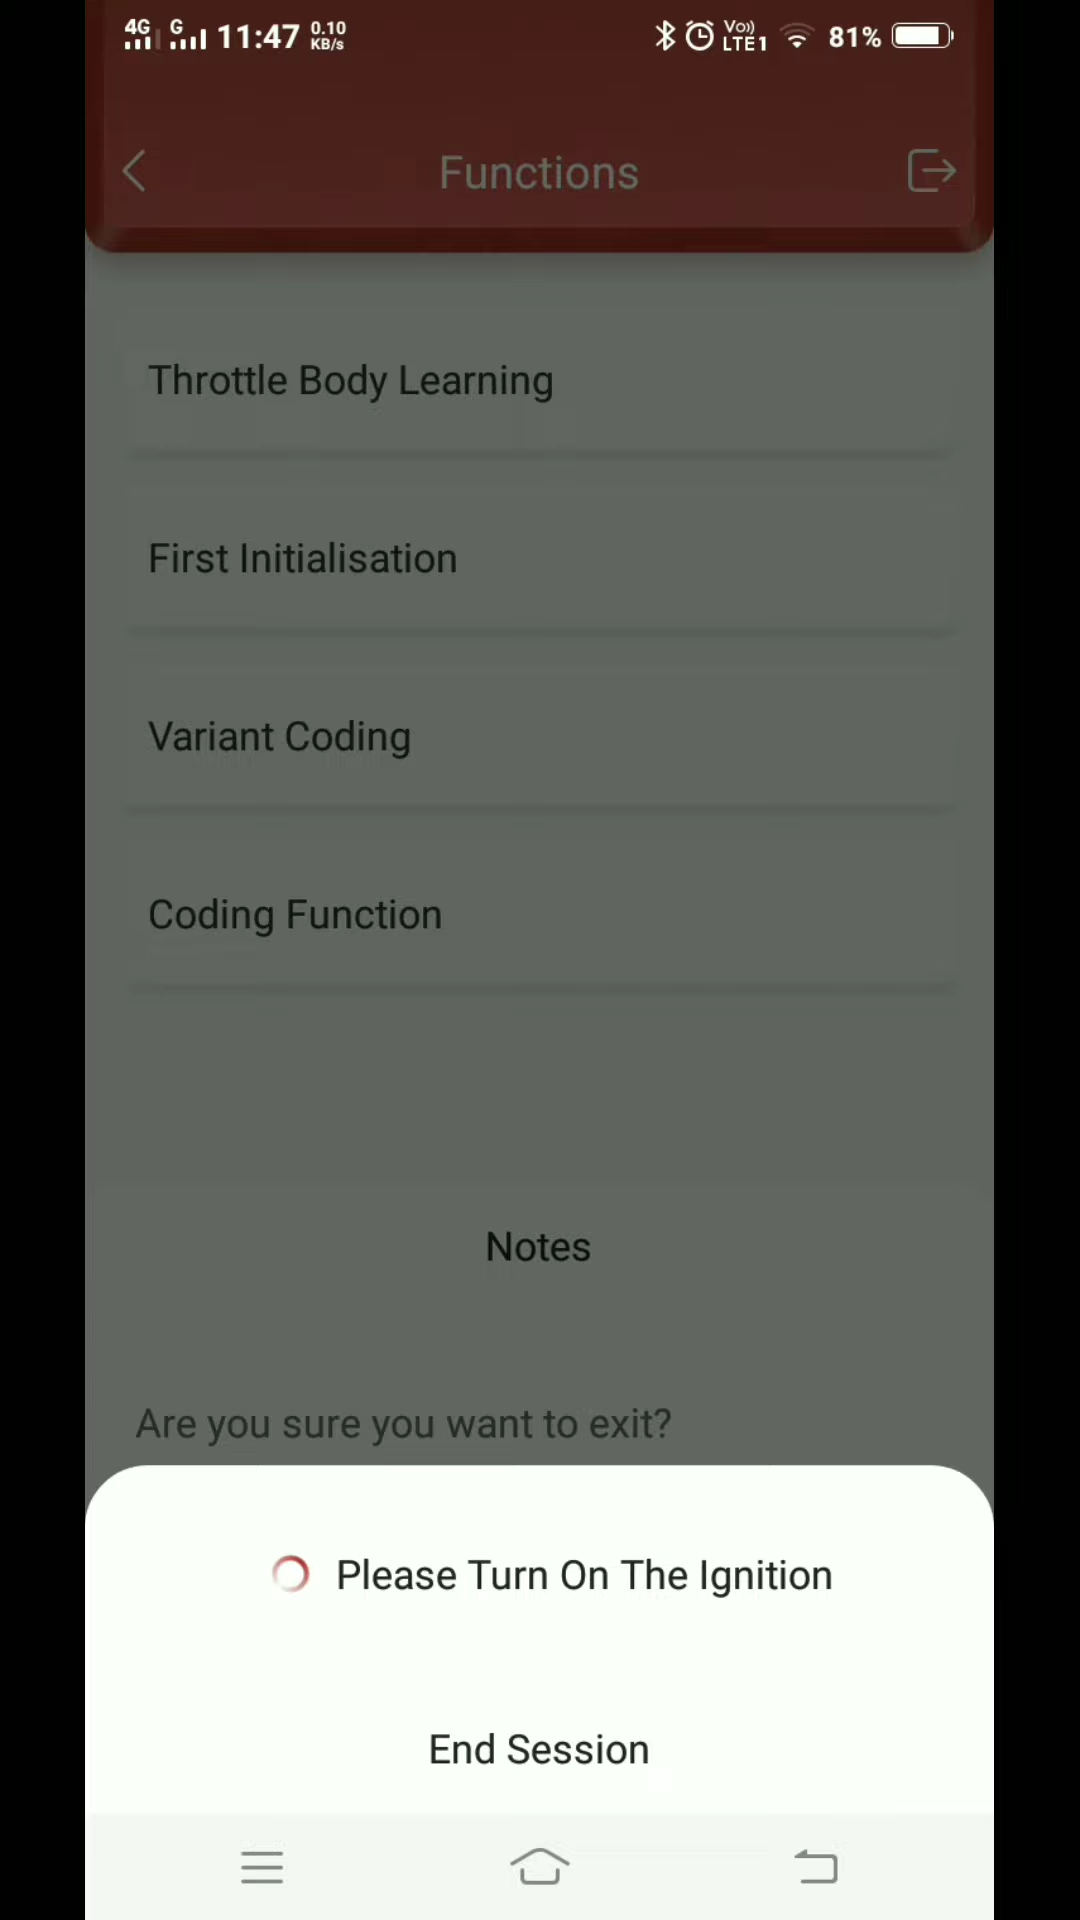 4G G 11:47 0.10 KB/s Vo)) LTE1 81%
Functions
Throttle Body Learning
First Initialisation
Variant Coding
Coding Function
Notes
Are you sure you want to exit?
Please Turn On The Ignition
End Session